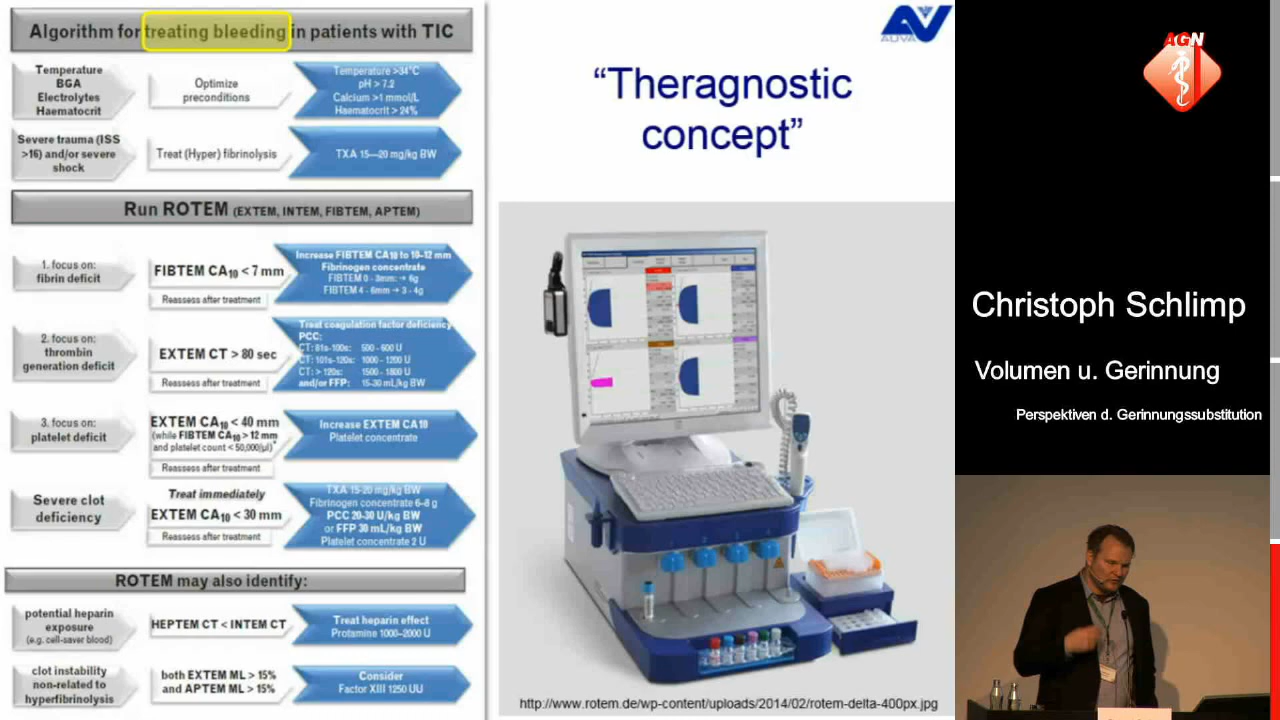 Algorithm for treating bleeding in patients with TIC
Temperature
BGA
Electrolytes
Haematocrit
Optimize
preconditions
Temperature >34°C
pH > 7.2
Calcium >1 mmol/L
Haematocrit > 24%
Severe trauma (ISS
>16) and/or severe
shock
Treat (Hyper) fibrinolysis
TXA 15—20 mg/kg BW
Run ROTEM (EXTEM, INTEM, FIBTEM, APTEM)
1. focus on:
fibrin deficit
FIBTEM CA10 < 7 mm
Reassess after treatment
Increase FIBTEM CA10 to 10–12 mm
Fibrinogen concentrate
FIBTEM 0 - 3mm: → 6g
FIBTEM 4 - 6mm → 3 - 4g
2. focus on:
thrombin
generation deficit
EXTEM CT > 80 sec
Reassess after treatment
Treat coagulation factor deficiency
PCC:
CT: 81s-100s: 500 - 600 U
CT: 101s-120s: 1000 - 1200 U
CT: > 120s: 1500 - 1800 U
and/or FFP: 15-30 mL/kg BW
3. focus on:
platelet deficit
EXTEM CA10 < 40 mm
(while FIBTEM CA10 > 12 mm
and platelet count < 50,000/µl)*
Reassess after treatment
Increase EXTEM CA10
Platelet concentrate
Severe clot
deficiency
Treat immediately
EXTEM CA10 < 30 mm
Reassess after treatment
TXA 15-20 mg/kg BW
Fibrinogen concentrate 6-8 g
PCC 20-30 U/kg BW
or FFP 30 mL/kg BW
Platelet concentrate 2 U
ROTEM may also identify:
potential heparin
exposure
(e.g. cell-saver blood)
HEPTEM CT < INTEM CT
Treat heparin effect
Protamine 1000–2000 U
clot instability
non-related to
hyperfibrinolysis
both EXTEM ML > 15%
and APTEM ML > 15%
Consider
Factor XIII 1250 UU
AUVA
“Theragnostic
concept”
http://www.rotem.de/wp-content/uploads/2014/02/rotem-delta-400px.jpg
AGN
Christoph Schlimp
Volumen u. Gerinnung
Perspektiven d. Gerinnungssubstitution